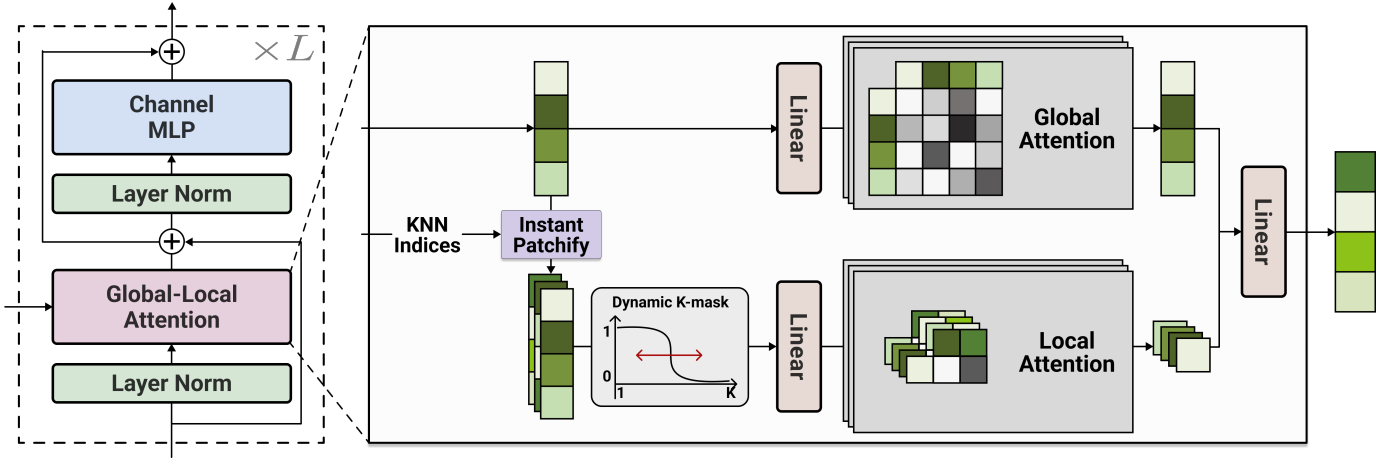 ×L
Channel
MLP
Layer Norm
Global-Local
Attention
Layer Norm
Linear
Global
Attention
KNN
Indices
Instant
Patchify
Dynamic K-mask
1
0
1
K
Linear
Local
Attention
Linear